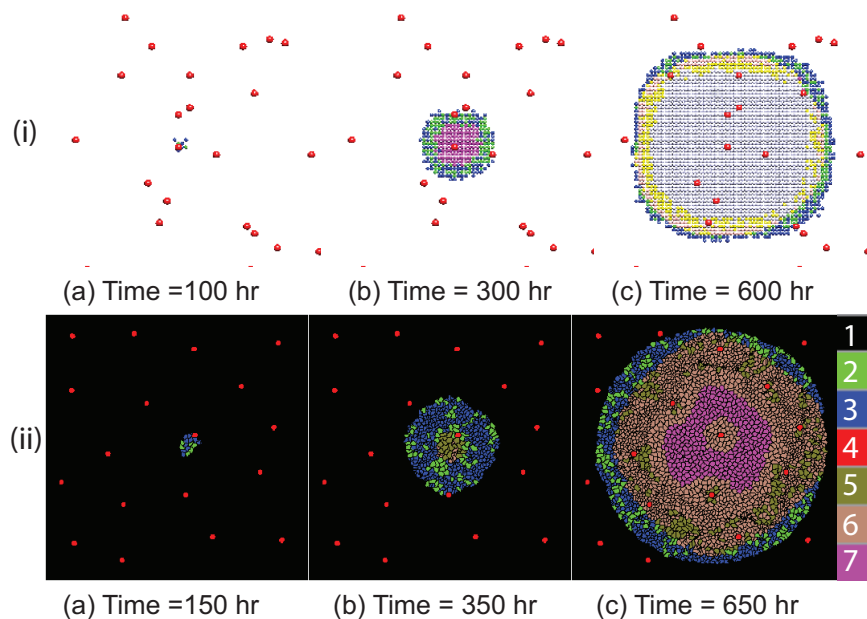 (i)
(a) Time =100 hr (b) Time = 300 hr (c) Time = 600 hr
(ii)
1
2
3
4
5
6
7
(a) Time =150 hr (b) Time = 350 hr (c) Time = 650 hr